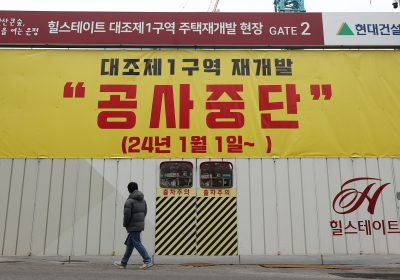 힐스테이트 대조제1구역 주택재개발 현장 GATE 2
현대건설
대조제1구역 재개발
“공사중단”
(24년 1월 1일~ )
출차주의 출차주의
H
힐스테이트